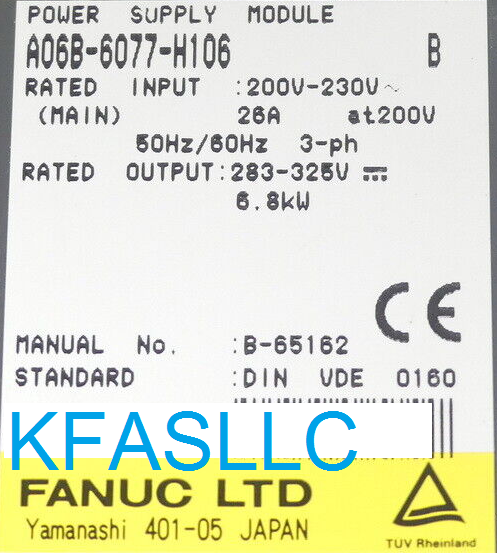 POWER SUPPLY MODULE
A06B-6077-H106 B
RATED INPUT :200V-230V~
(MAIN) 26A at200V
50Hz/60Hz 3-ph
RATED OUTPUT:283-325V ⎓
6.8kW
CE
MANUAL No. :B-65162
STANDARD :DIN VDE 0160
KFASLLC
FANUC LTD
Yamanashi 401-05 JAPAN
TUV Rheinland